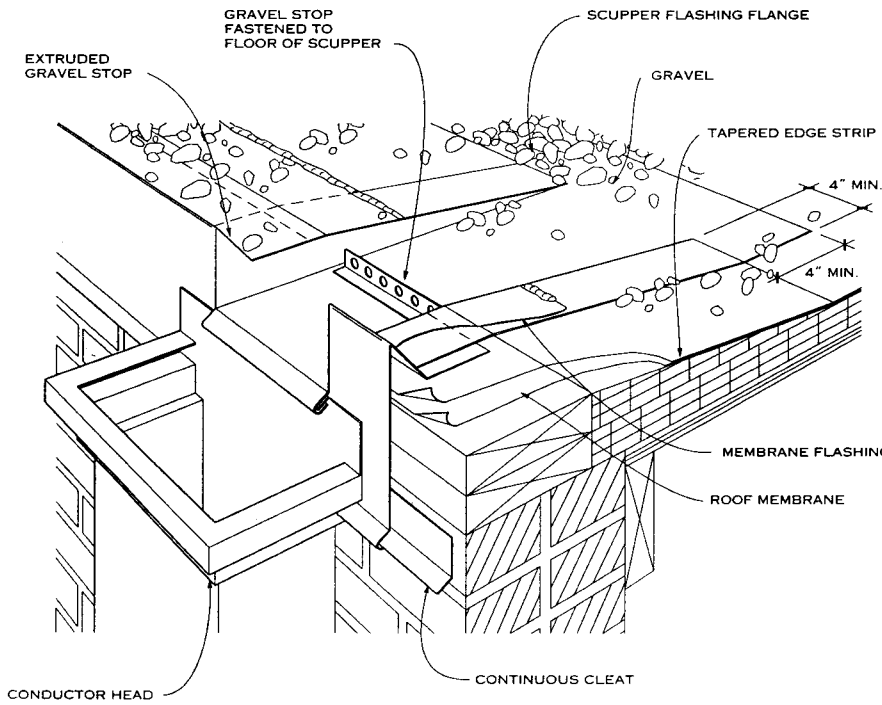 GRAVEL STOP
FASTENED TO
FLOOR OF SCUPPER
SCUPPER FLASHING FLANGE
EXTRUDED
GRAVEL STOP
GRAVEL
TAPERED EDGE STRIP
4" MIN.
4" MIN.
MEMBRANE FLASHING
ROOF MEMBRANE
CONTINUOUS CLEAT
CONDUCTOR HEAD